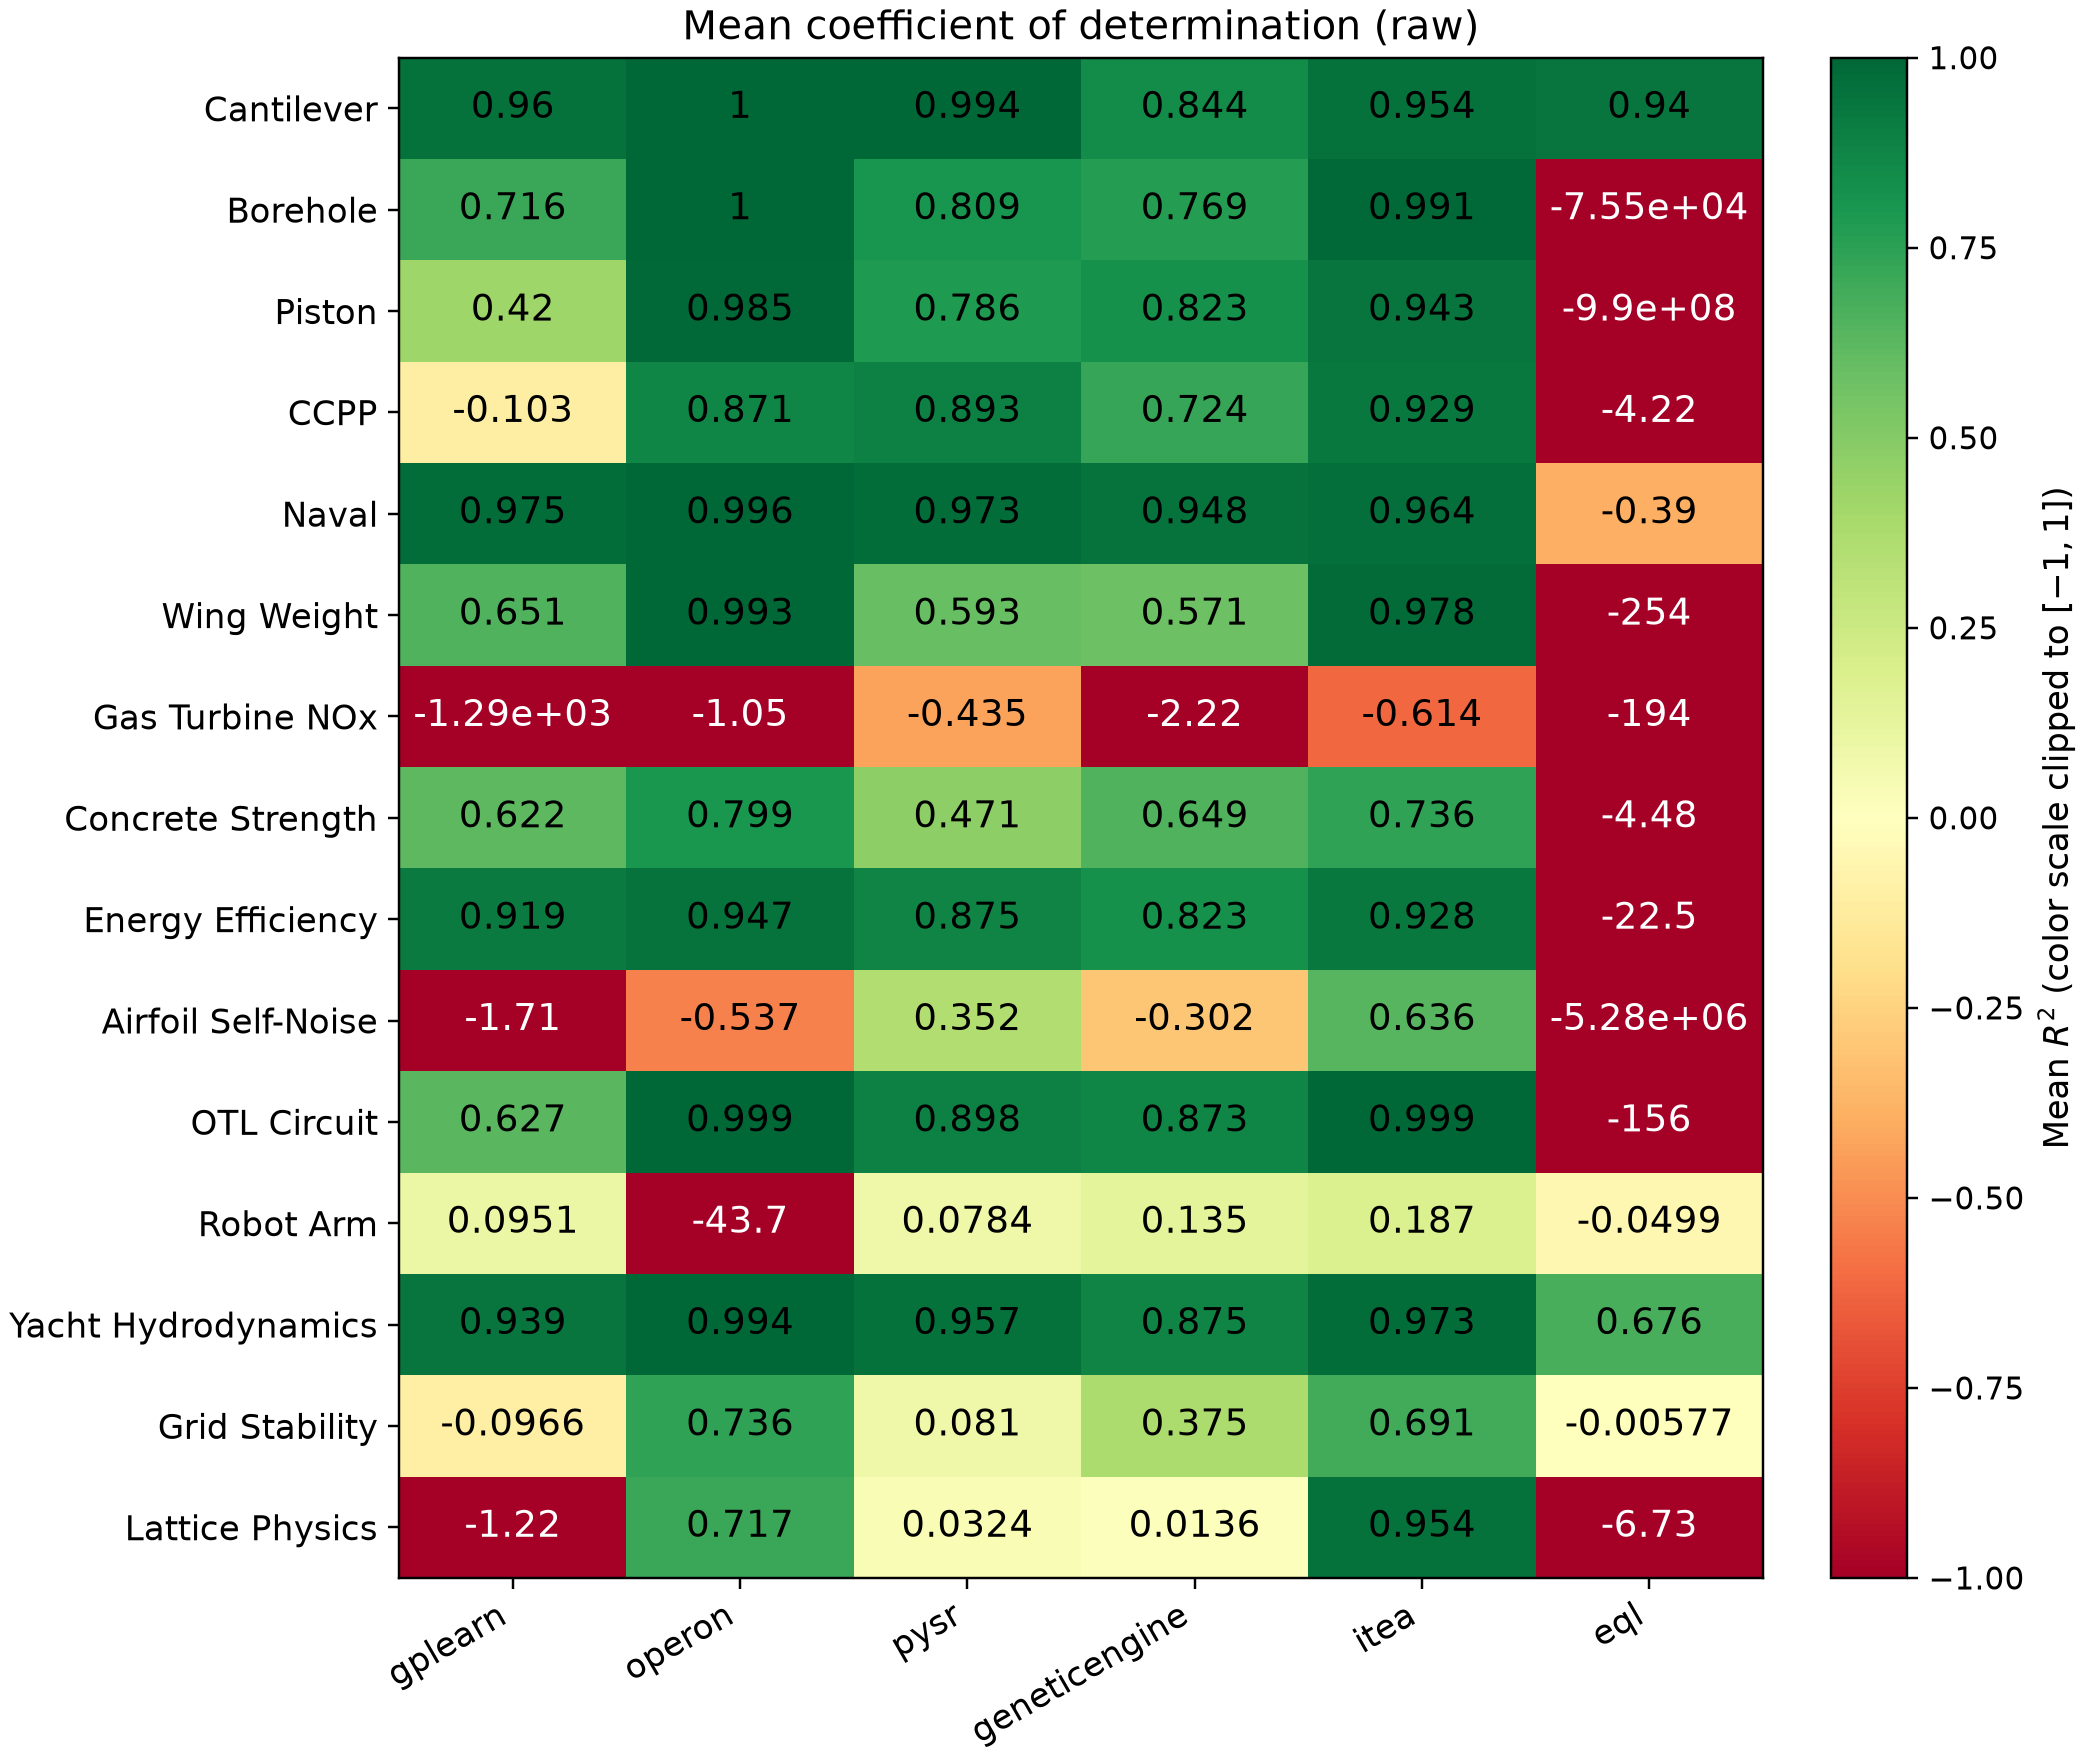 Mean coefficient of determination (raw)
Cantilever 0.96 1 0.994 0.844 0.954 0.94
Borehole 0.716 1 0.809 0.769 0.991 -7.55e+04
Piston 0.42 0.985 0.786 0.823 0.943 -9.9e+08
CCPP -0.103 0.871 0.893 0.724 0.929 -4.22
Naval 0.975 0.996 0.973 0.948 0.964 -0.39
Wing Weight 0.651 0.993 0.593 0.571 0.978 -254
Gas Turbine NOx -1.29e+03 -1.05 -0.435 -2.22 -0.614 -194
Concrete Strength 0.622 0.799 0.471 0.649 0.736 -4.48
Energy Efficiency 0.919 0.947 0.875 0.823 0.928 -22.5
Airfoil Self-Noise -1.71 -0.537 0.352 -0.302 0.636 -5.28e+06
OTL Circuit 0.627 0.999 0.898 0.873 0.999 -156
Robot Arm 0.0951 -43.7 0.0784 0.135 0.187 -0.0499
Yacht Hydrodynamics 0.939 0.994 0.957 0.875 0.973 0.676
Grid Stability -0.0966 0.736 0.081 0.375 0.691 -0.00577
Lattice Physics -1.22 0.717 0.0324 0.0136 0.954 -6.73
gplearn operon pysr geneticengine itea eql
1.00
0.75
0.50
0.25
0.00
−0.25
−0.50
−0.75
−1.00
Mean R² (color scale clipped to [−1, 1])